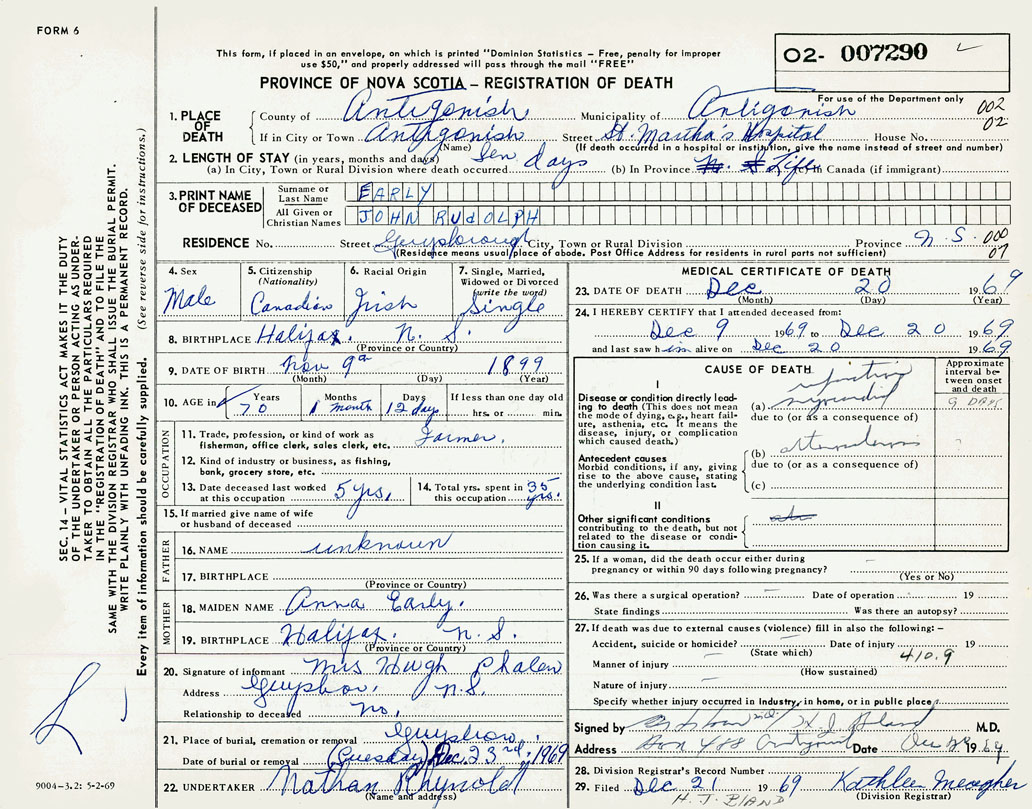 FORM 6
This form, if placed in an envelope, on which is printed "Dominion Statistics – Free, penalty for improper
use $50," and properly addressed will pass through the mail "FREE"
O2- 007290
PROVINCE OF NOVA SCOTIA – REGISTRATION OF DEATH
For use of the Department only
002
02
1. PLACE OF DEATH
County of Antigonish Municipality of Antigonish
If in City or Town Antigonish Street St. Martha's Hospital House No.
(Name) (If death occurred in a hospital or institution, give the name instead of street and number)
2. LENGTH OF STAY (in years, months and days)
(a) In City, Town or Rural Division where death occurred Ten days (b) In Province Life (c) In Canada (if immigrant)
3. PRINT NAME OF DECEASED
Surname or Last Name EARLY
All Given or Christian Names JOHN RUDOLPH
RESIDENCE No. Street Guysborough City, Town or Rural Division Province N.S. 000
07
(Residence means usual place of abode. Post Office Address for residents in rural parts not sufficient)
4. Sex Male
5. Citizenship (Nationality) Canadian
6. Racial Origin Irish
7. Single, Married, Widowed or Divorced (write the word) Single
8. BIRTHPLACE Halifax. N. S.
(Province or Country)
9. DATE OF BIRTH Nov 9 1899
(Month) (Day) (Year)
10. AGE in Years 70 Months 1 month Days 12 days If less than one day old hrs. or min.
OCCUPATION
11. Trade, profession, or kind of work as fisherman, office clerk, sales clerk, etc. Farmer.
12. Kind of industry or business, as fishing, bank, grocery store, etc.
13. Date deceased last worked at this occupation 5 yrs.
14. Total yrs. spent in this occupation 35 yrs.
15. If married give name of wife or husband of deceased
FATHER
16. NAME unknown
17. BIRTHPLACE
(Province or Country)
MOTHER
18. MAIDEN NAME Anna Early.
19. BIRTHPLACE Halifax. N. S.
(Province or Country)
20. Signature of informant Mrs Hugh Phalen
Address Guysboro. N.S.
Relationship to deceased no.
21. Place of burial, cremation or removal Guysboro.
Date of burial or removal (Tuesday) Dec. 23rd, 1969
22. UNDERTAKER Nathan Rhynold
(Name and address)
MEDICAL CERTIFICATE OF DEATH
23. DATE OF DEATH Dec 20 1969
(Month) (Day) (Year)
24. I HEREBY CERTIFY that I attended deceased from:
Dec 9 1969 to Dec 20 1969
and last saw him alive on Dec 20 1969
CAUSE OF DEATH
Approximate interval between onset and death
I
Disease or condition directly leading to death (This does not mean the mode of dying, e.g., heart failure, asthenia, etc. It means the disease, injury, or complication which caused death.)
(a) 9 DAYS
due to (or as a consequence of)
Antecedent causes
Morbid conditions, if any, giving rise to the above cause, stating the underlying condition last.
(b)
due to (or as a consequence of)
(c)
II
Other significant conditions contributing to the death, but not related to the disease or condition causing it.
25. If a woman, did the death occur either during pregnancy or within 90 days following pregnancy? –
(Yes or No)
26. Was there a surgical operation? – Date of operation 19
State findings Was there an autopsy?
27. If death was due to external causes (violence) fill in also the following: –
Accident, suicide or homicide? – Date of injury 19
(State which) 410.9
Manner of injury –
(How sustained)
Nature of injury –
Specify whether injury occurred in Industry, in home, or in public place
Signed by M.D.
Address Box 488 Antigonish Date 1969
28. Division Registrar's Record Number
29. Filed Dec 21 1969 Kathleen Meagher
H. J. BLAND (Division Registrar)
SEC. 14 – VITAL STATISTICS ACT MAKES IT THE DUTY
OF THE UNDERTAKER OR PERSON ACTING AS UNDER-
TAKER TO OBTAIN ALL THE PARTICULARS REQUIRED
IN THE "REGISTRATION OF DEATH" AND TO FILE THE
SAME WITH THE DIVISION REGISTRAR WHO SHALL ISSUE THE BURIAL PERMIT.
WRITE PLAINLY WITH UNFADING INK. THIS IS A PERMANENT RECORD.
Every item of information should be carefully supplied. (See reverse side for instructions.)
9004-3.2: 5-2-69